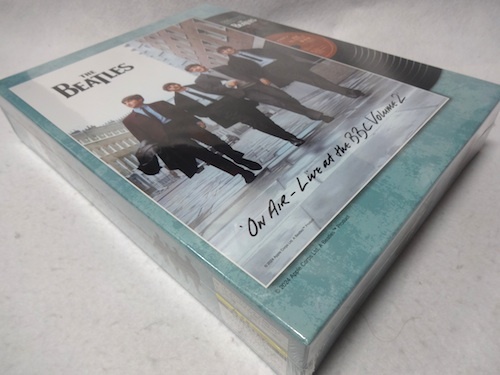 THE
BEATLES
'ON AIR - LIVE at the BBC Volume 2